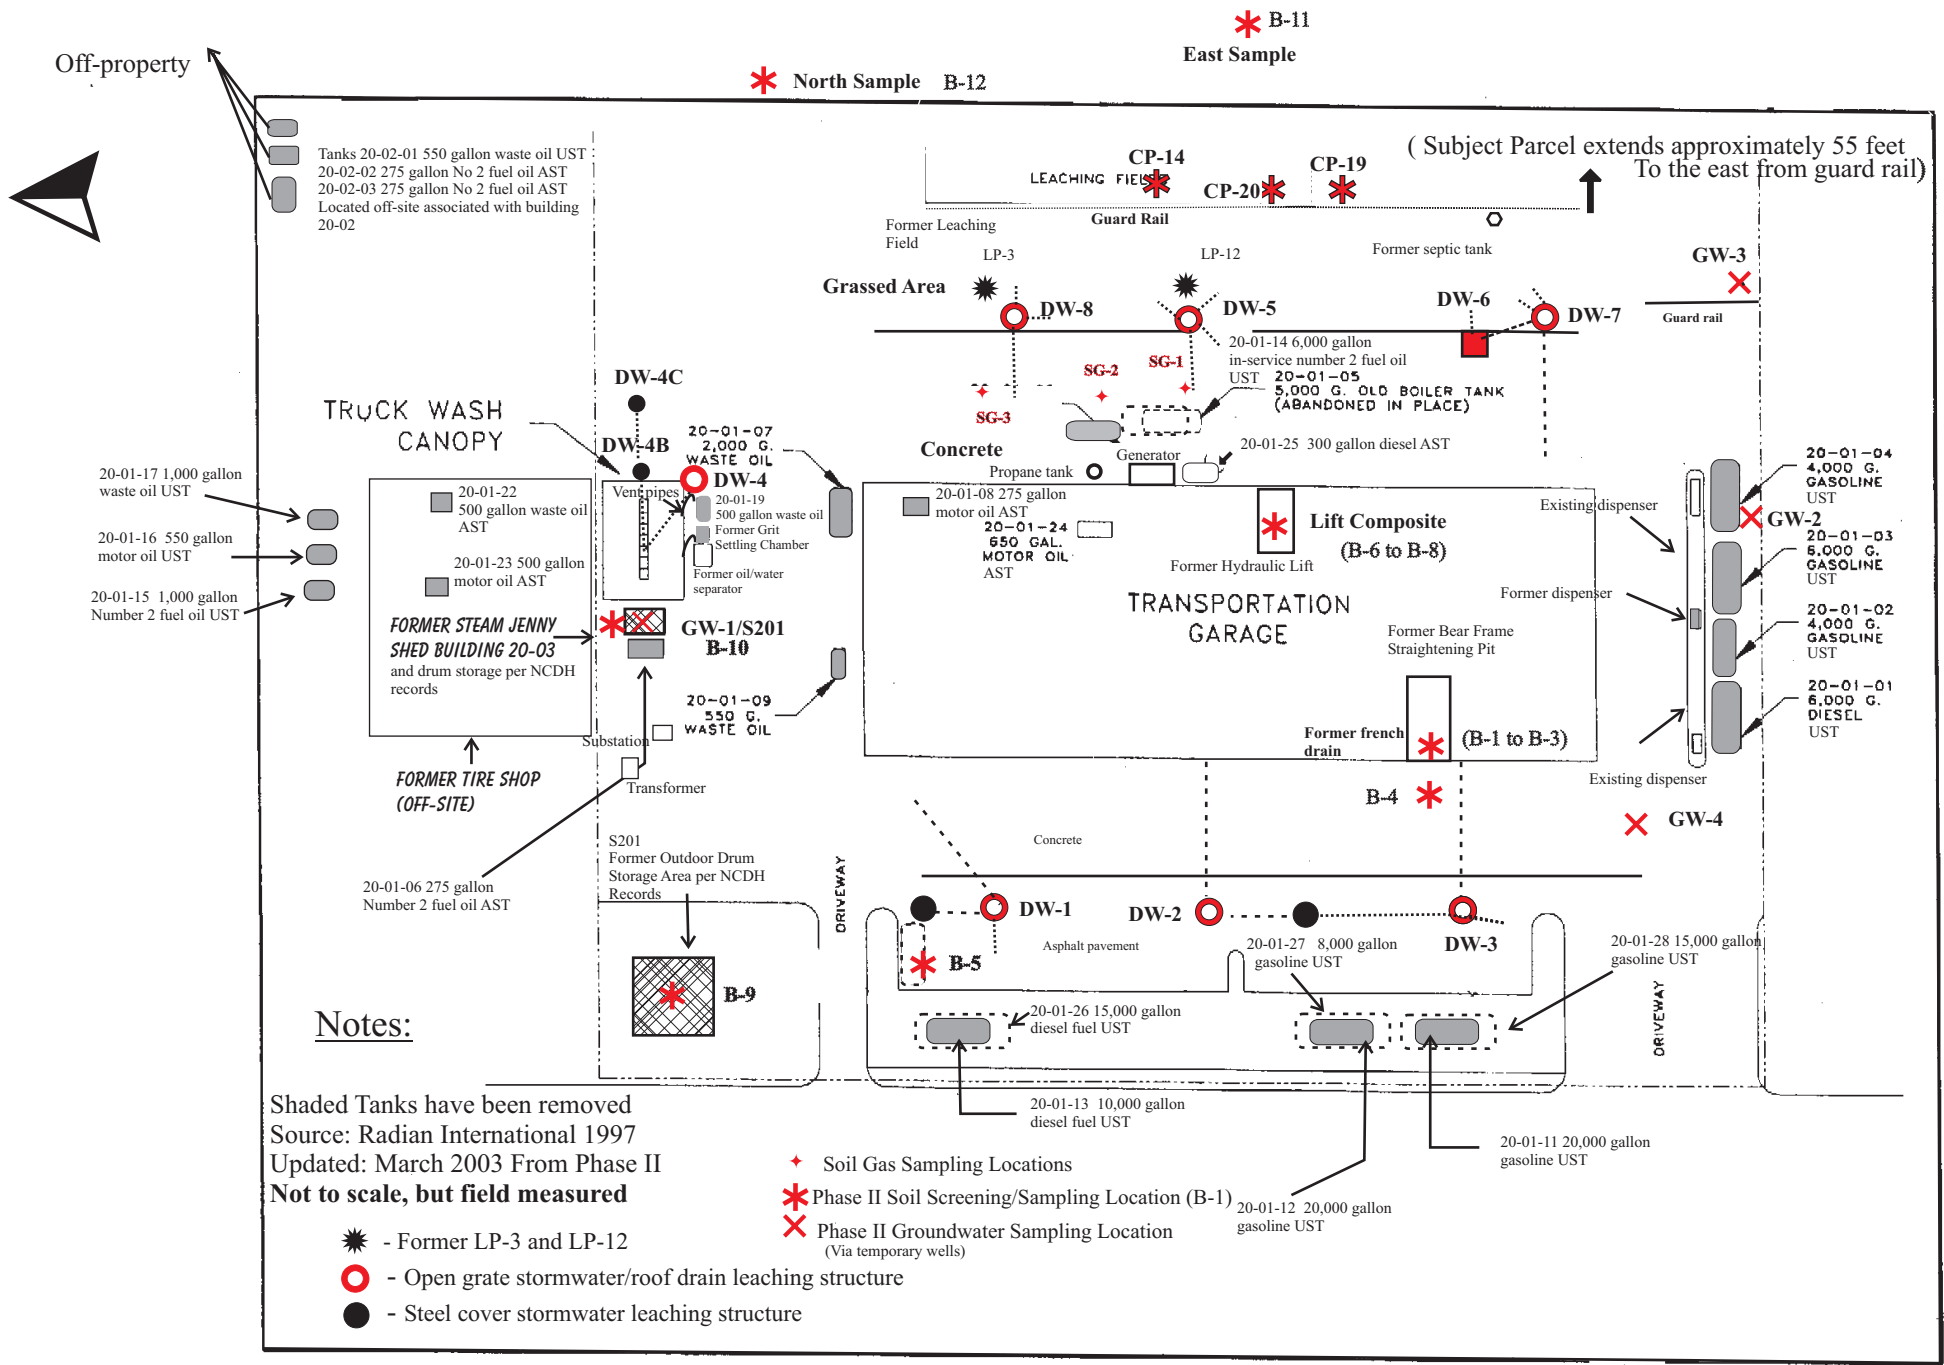 B-11
East Sample
Off-property
North Sample B-12
( Subject Parcel extends approximately 55 feet
To the east from guard rail)
Tanks 20-02-01 550 gallon waste oil UST
20-02-02 275 gallon No 2 fuel oil AST
20-02-03 275 gallon No 2 fuel oil AST
Located off-site associated with building
20-02
CP-14
CP-19
LEACHING FIELD
CP-20
Guard Rail
Former Leaching
Field
LP-3
LP-12
Former septic tank
GW-3
Grassed Area
DW-8
DW-5
DW-6
DW-7
Guard rail
20-01-14 6,000 gallon
in-service number 2 fuel oil
UST
SG-1
SG-2
SG-3
20-01-05
5,000 G. OLD BOILER TANK
(ABANDONED IN PLACE)
DW-4C
TRUCK WASH
CANOPY
DW-4B
20-01-07
2,000 G.
WASTE OIL
Concrete
Generator
20-01-25 300 gallon diesel AST
Propane tank
20-01-04
4,000 G.
GASOLINE
UST
20-01-17 1,000 gallon
waste oil UST
20-01-22
500 gallon waste oil
AST
Vent pipes
DW-4
20-01-19
500 gallon waste oil
Former Grit
Settling Chamber
20-01-08 275 gallon
motor oil AST
20-01-24
650 GAL.
MOTOR OIL
AST
Lift Composite
(B-6 to B-8)
Former Hydraulic Lift
Existing dispenser
GW-2
20-01-03
6,000 G.
GASOLINE
UST
20-01-16 550 gallon
motor oil UST
20-01-23 500 gallon
motor oil AST
Former oil/water
separator
20-01-15 1,000 gallon
Number 2 fuel oil UST
Former dispenser
20-01-02
4,000 G.
GASOLINE
UST
FORMER STEAM JENNY
SHED BUILDING 20-03
and drum storage per NCDH
records
GW-1/S201
B-10
TRANSPORTATION
GARAGE
Former Bear Frame
Straightening Pit
20-01-01
6,000 G.
DIESEL
UST
20-01-09
550 G.
WASTE OIL
Substation
Former french
drain
(B-1 to B-3)
FORMER TIRE SHOP
(OFF-SITE)
Transformer
Existing dispenser
B-4
GW-4
S201
Former Outdoor Drum
Storage Area per NCDH
Records
Concrete
DRIVEWAY
20-01-06 275 gallon
Number 2 fuel oil AST
DW-1
DW-2
DW-3
Asphalt pavement
20-01-27 8,000 gallon
gasoline UST
20-01-28 15,000 gallon
gasoline UST
B-5
B-9
DRIVEWAY
20-01-26 15,000 gallon
diesel fuel UST
Notes:
20-01-13 10,000 gallon
diesel fuel UST
20-01-11 20,000 gallon
gasoline UST
20-01-12 20,000 gallon
gasoline UST
Shaded Tanks have been removed
Source: Radian International 1997
Updated: March 2003 From Phase II
Not to scale, but field measured
Soil Gas Sampling Locations
Phase II Soil Screening/Sampling Location (B-1)
Phase II Groundwater Sampling Location
(Via temporary wells)
- Former LP-3 and LP-12
- Open grate stormwater/roof drain leaching structure
- Steel cover stormwater leaching structure